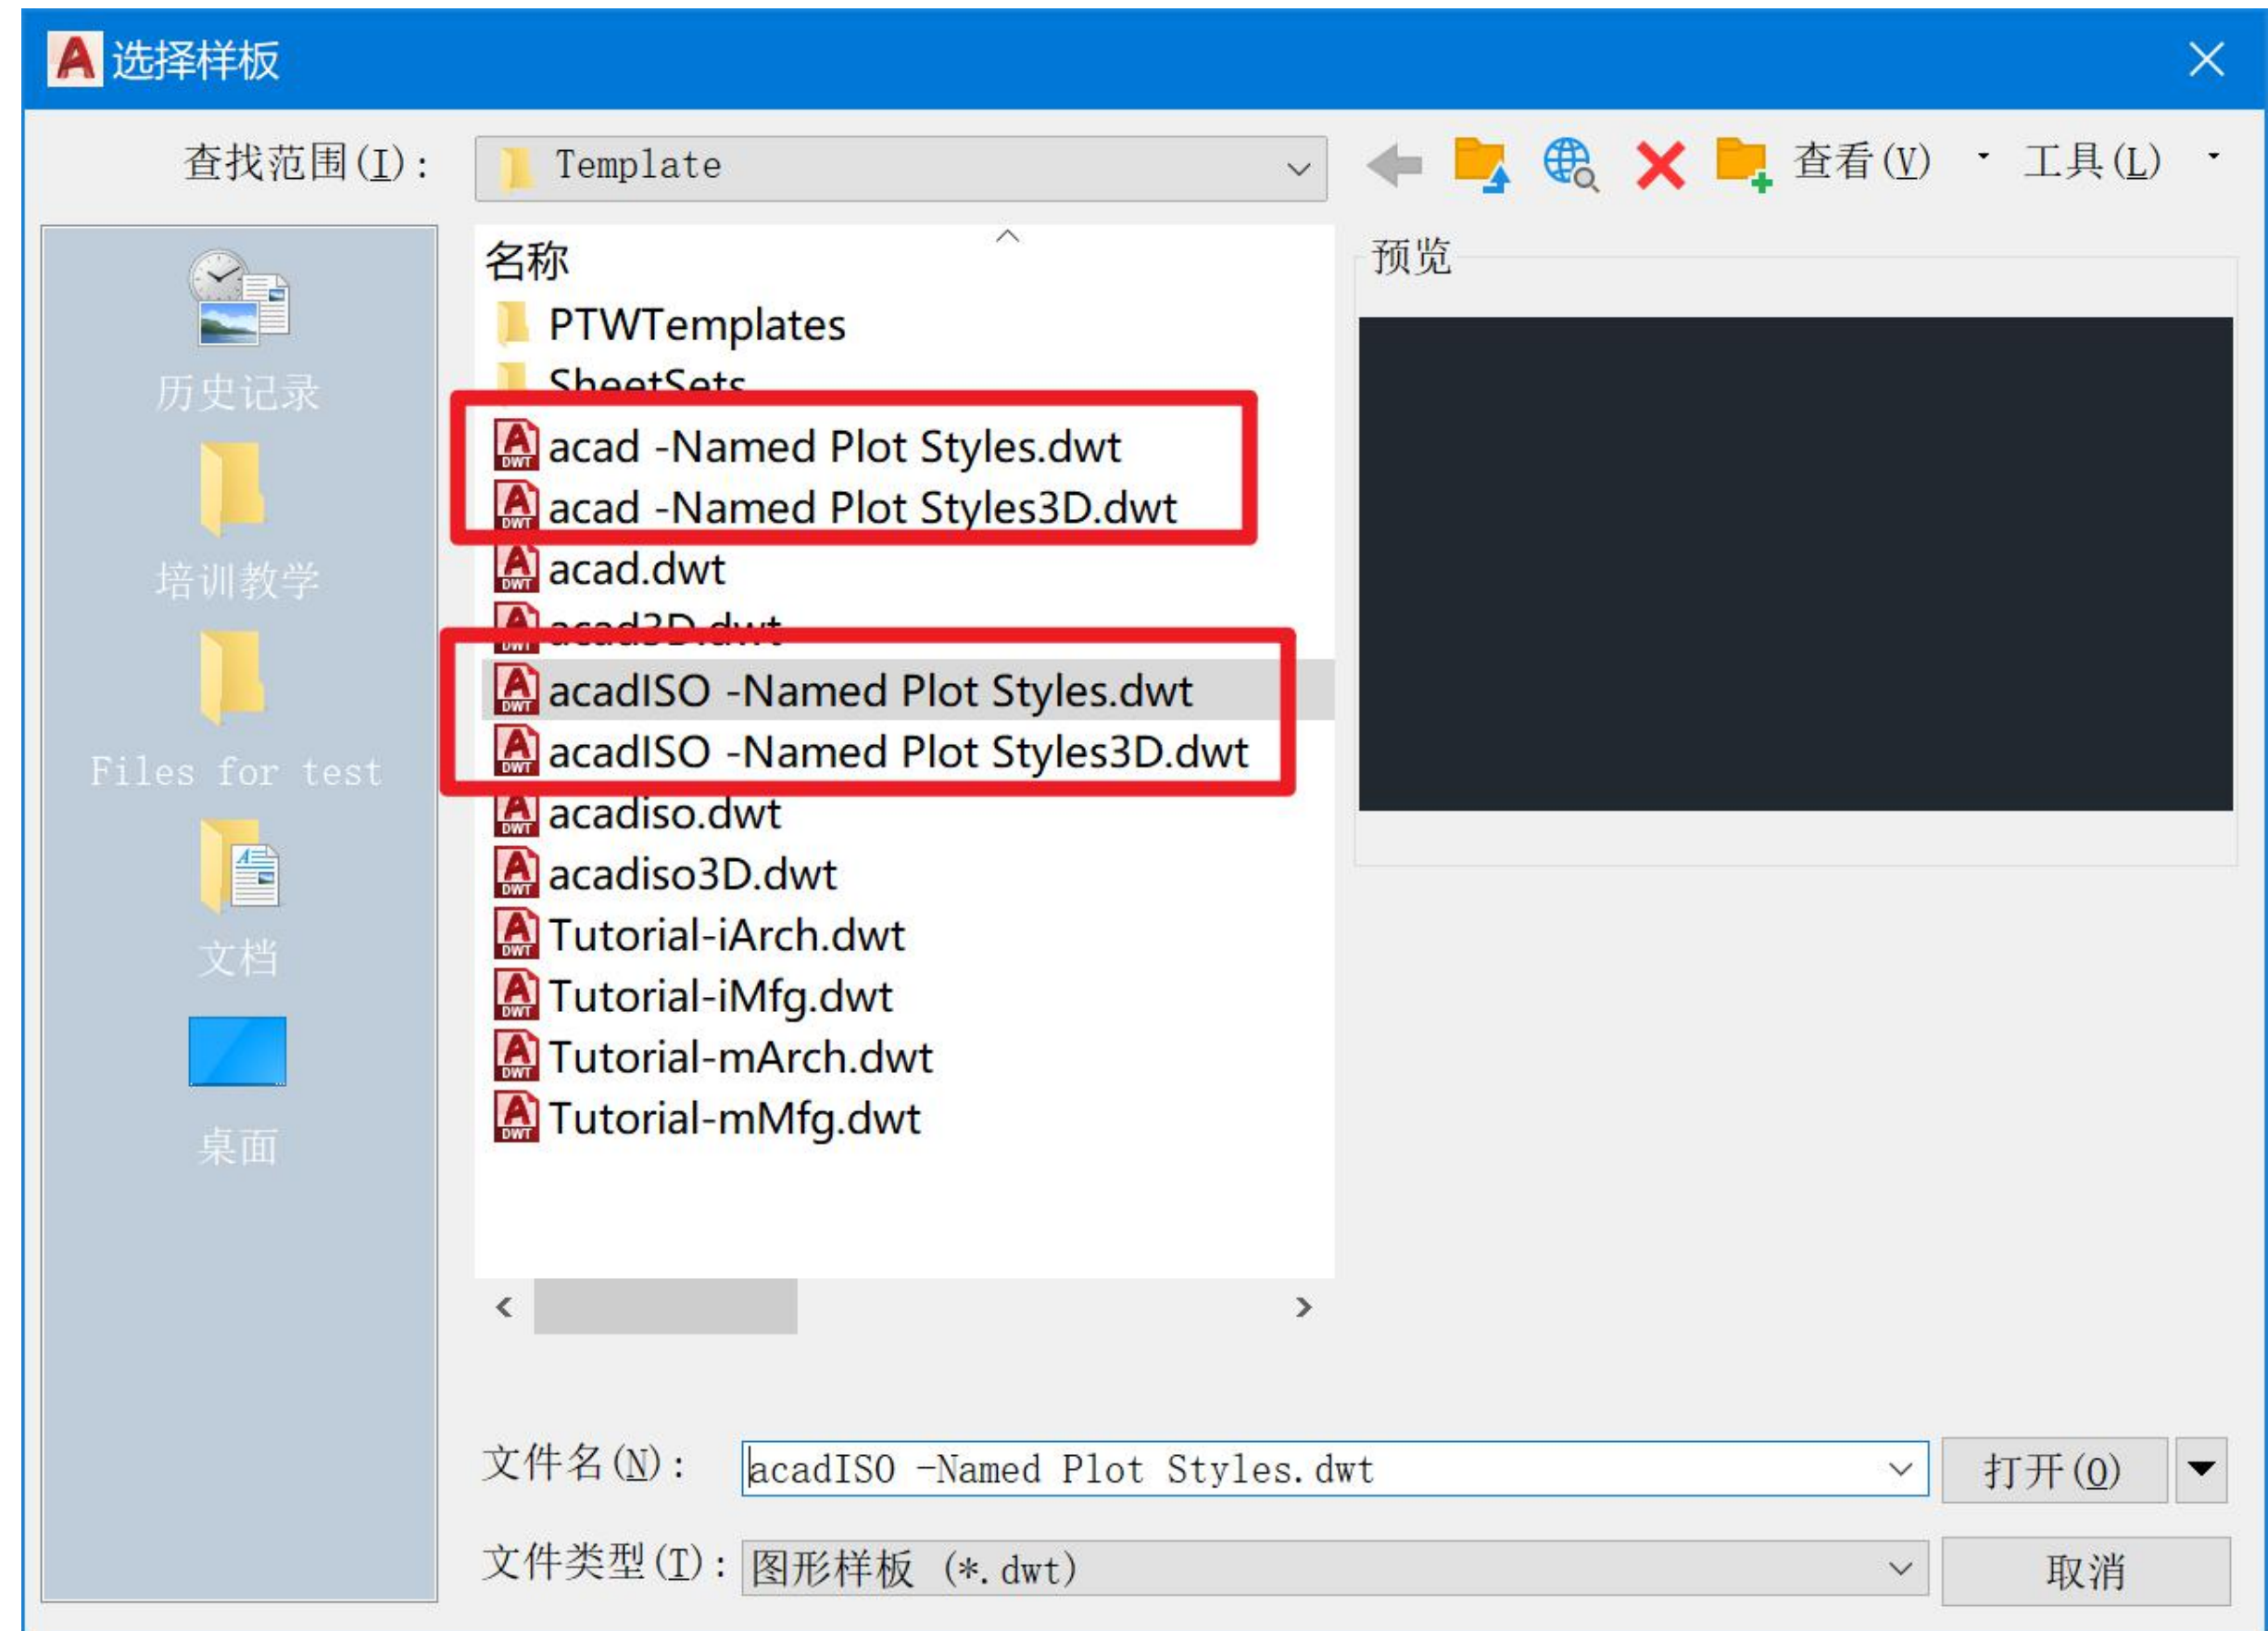 选择样板
查找范围(I): Template 查看(V) 工具(L)
历史记录
培训教学
Files for test
文档
桌面
名称
PTWTemplates
SheetSets
acad -Named Plot Styles.dwt
acad -Named Plot Styles3D.dwt
acad.dwt
acad3D.dwt
acadISO -Named Plot Styles.dwt
acadISO -Named Plot Styles3D.dwt
acadiso.dwt
acadiso3D.dwt
Tutorial-iArch.dwt
Tutorial-iMfg.dwt
Tutorial-mArch.dwt
Tutorial-mMfg.dwt
预览
文件名(N): acadISO -Named Plot Styles.dwt 打开(O)
文件类型(T): 图形样板 (*.dwt) 取消